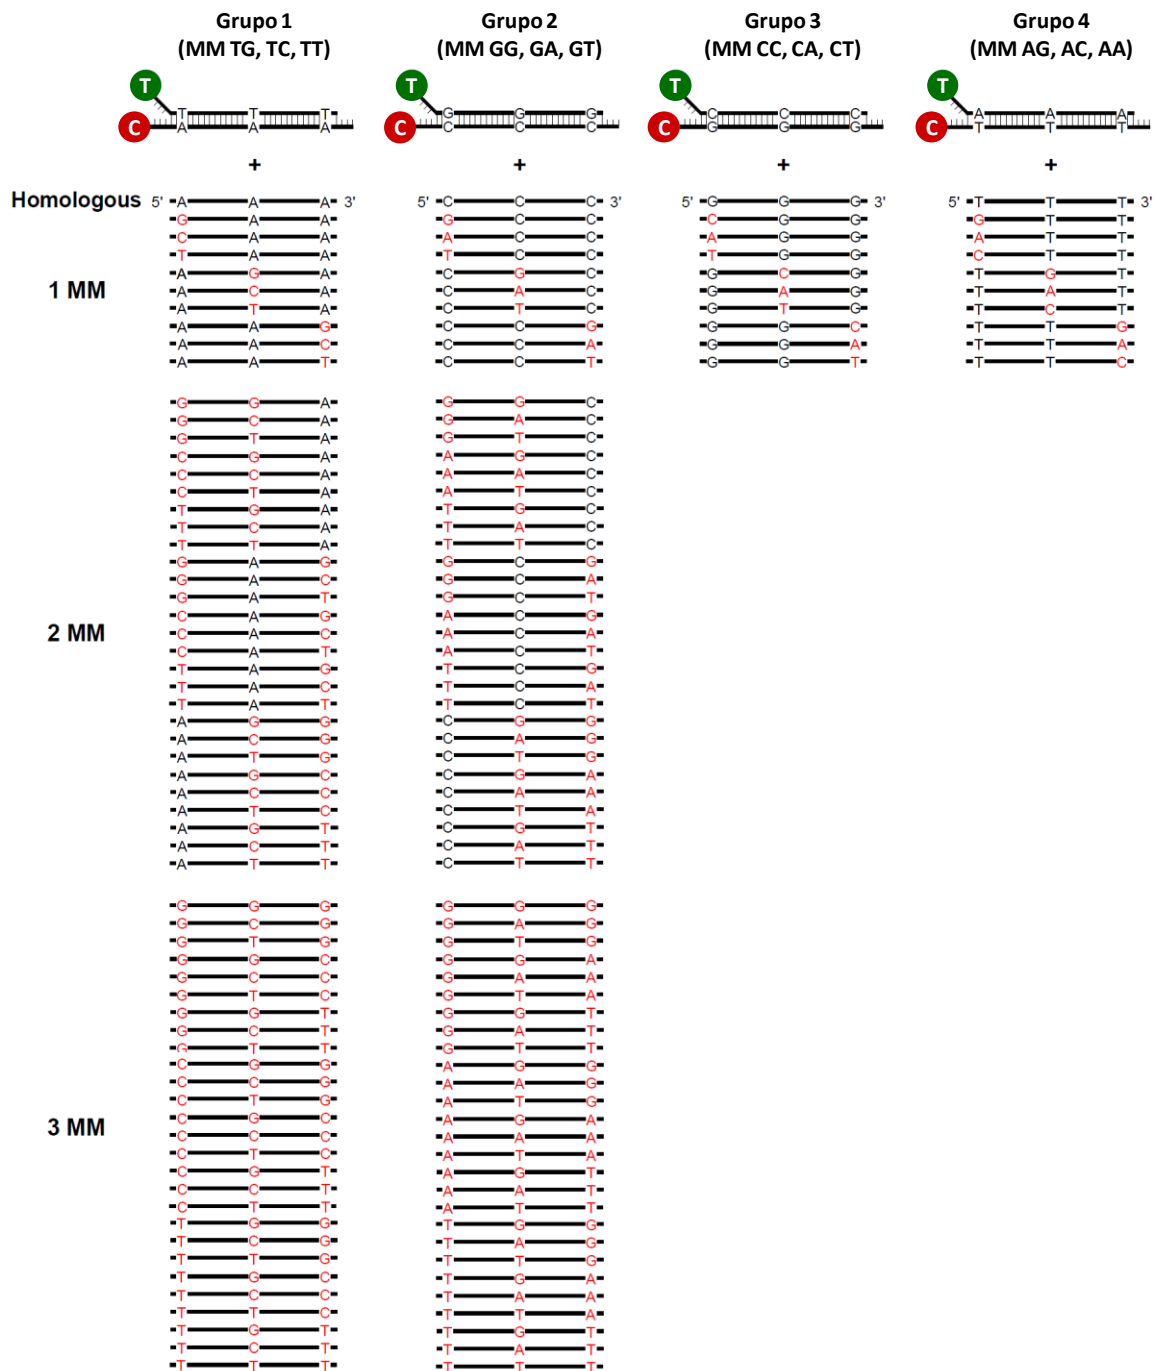 Grupo 1 Grupo 2 Grupo 3 Grupo 4
(MM TG, TC, TT) (MM GG, GA, GT) (MM CC, CA, CT) (MM AG, AC, AA)
T T T T
T T T G G G C C C A A A
C A A A C C C C C G G G C T T T
+ + + +
Homologous 5' A A A 3' 5' C C C 3' 5' G G G 3' 5' T T T 3'
G A A G C C C G G G T T
C A A A C C A G G A T T
T A A T C C T G G C T T
A G A C G C G C G T G T
1 MM A C A C A C G A G T A T
A T A C T C G T G T C T
A A G C C G G G C T T G
A A C C C A G G A T T A
A A T C C T G G T T T C
G G A G G C
G C A G A C
G T A G T C
C G A A G C
C C A A A C
C T A A T C
T G A T G C
T C A T A C
T T A T T C
G A G G C G
G A C G C A
G A T G C T
C A G A C G
2 MM C A C A C A
C A T A C T
T A G T C G
T A C T C A
T A T T C T
A G G C G G
A C G C A G
A T G C T G
A G C C G A
A C C C A A
A T C C T A
A G T C G T
A C T C A T
A T T C T T
G G G G G G
G C G G A G
G T G G T G
G G C G G A
G C C G A A
G T C G T A
G G T G G T
G C T G A T
G T T G T T
C G G A G G
C C G A A G
C T G A T G
C G C A G A
3 MM C C C A A A
C T C A T A
C G T A G T
C C T A A T
C T T A T T
T G G T G G
T C G T A G
T T G T T G
T G C T G A
T C C T A A
T T C T T A
T G T T G T
T C T T A T
T T T T T T